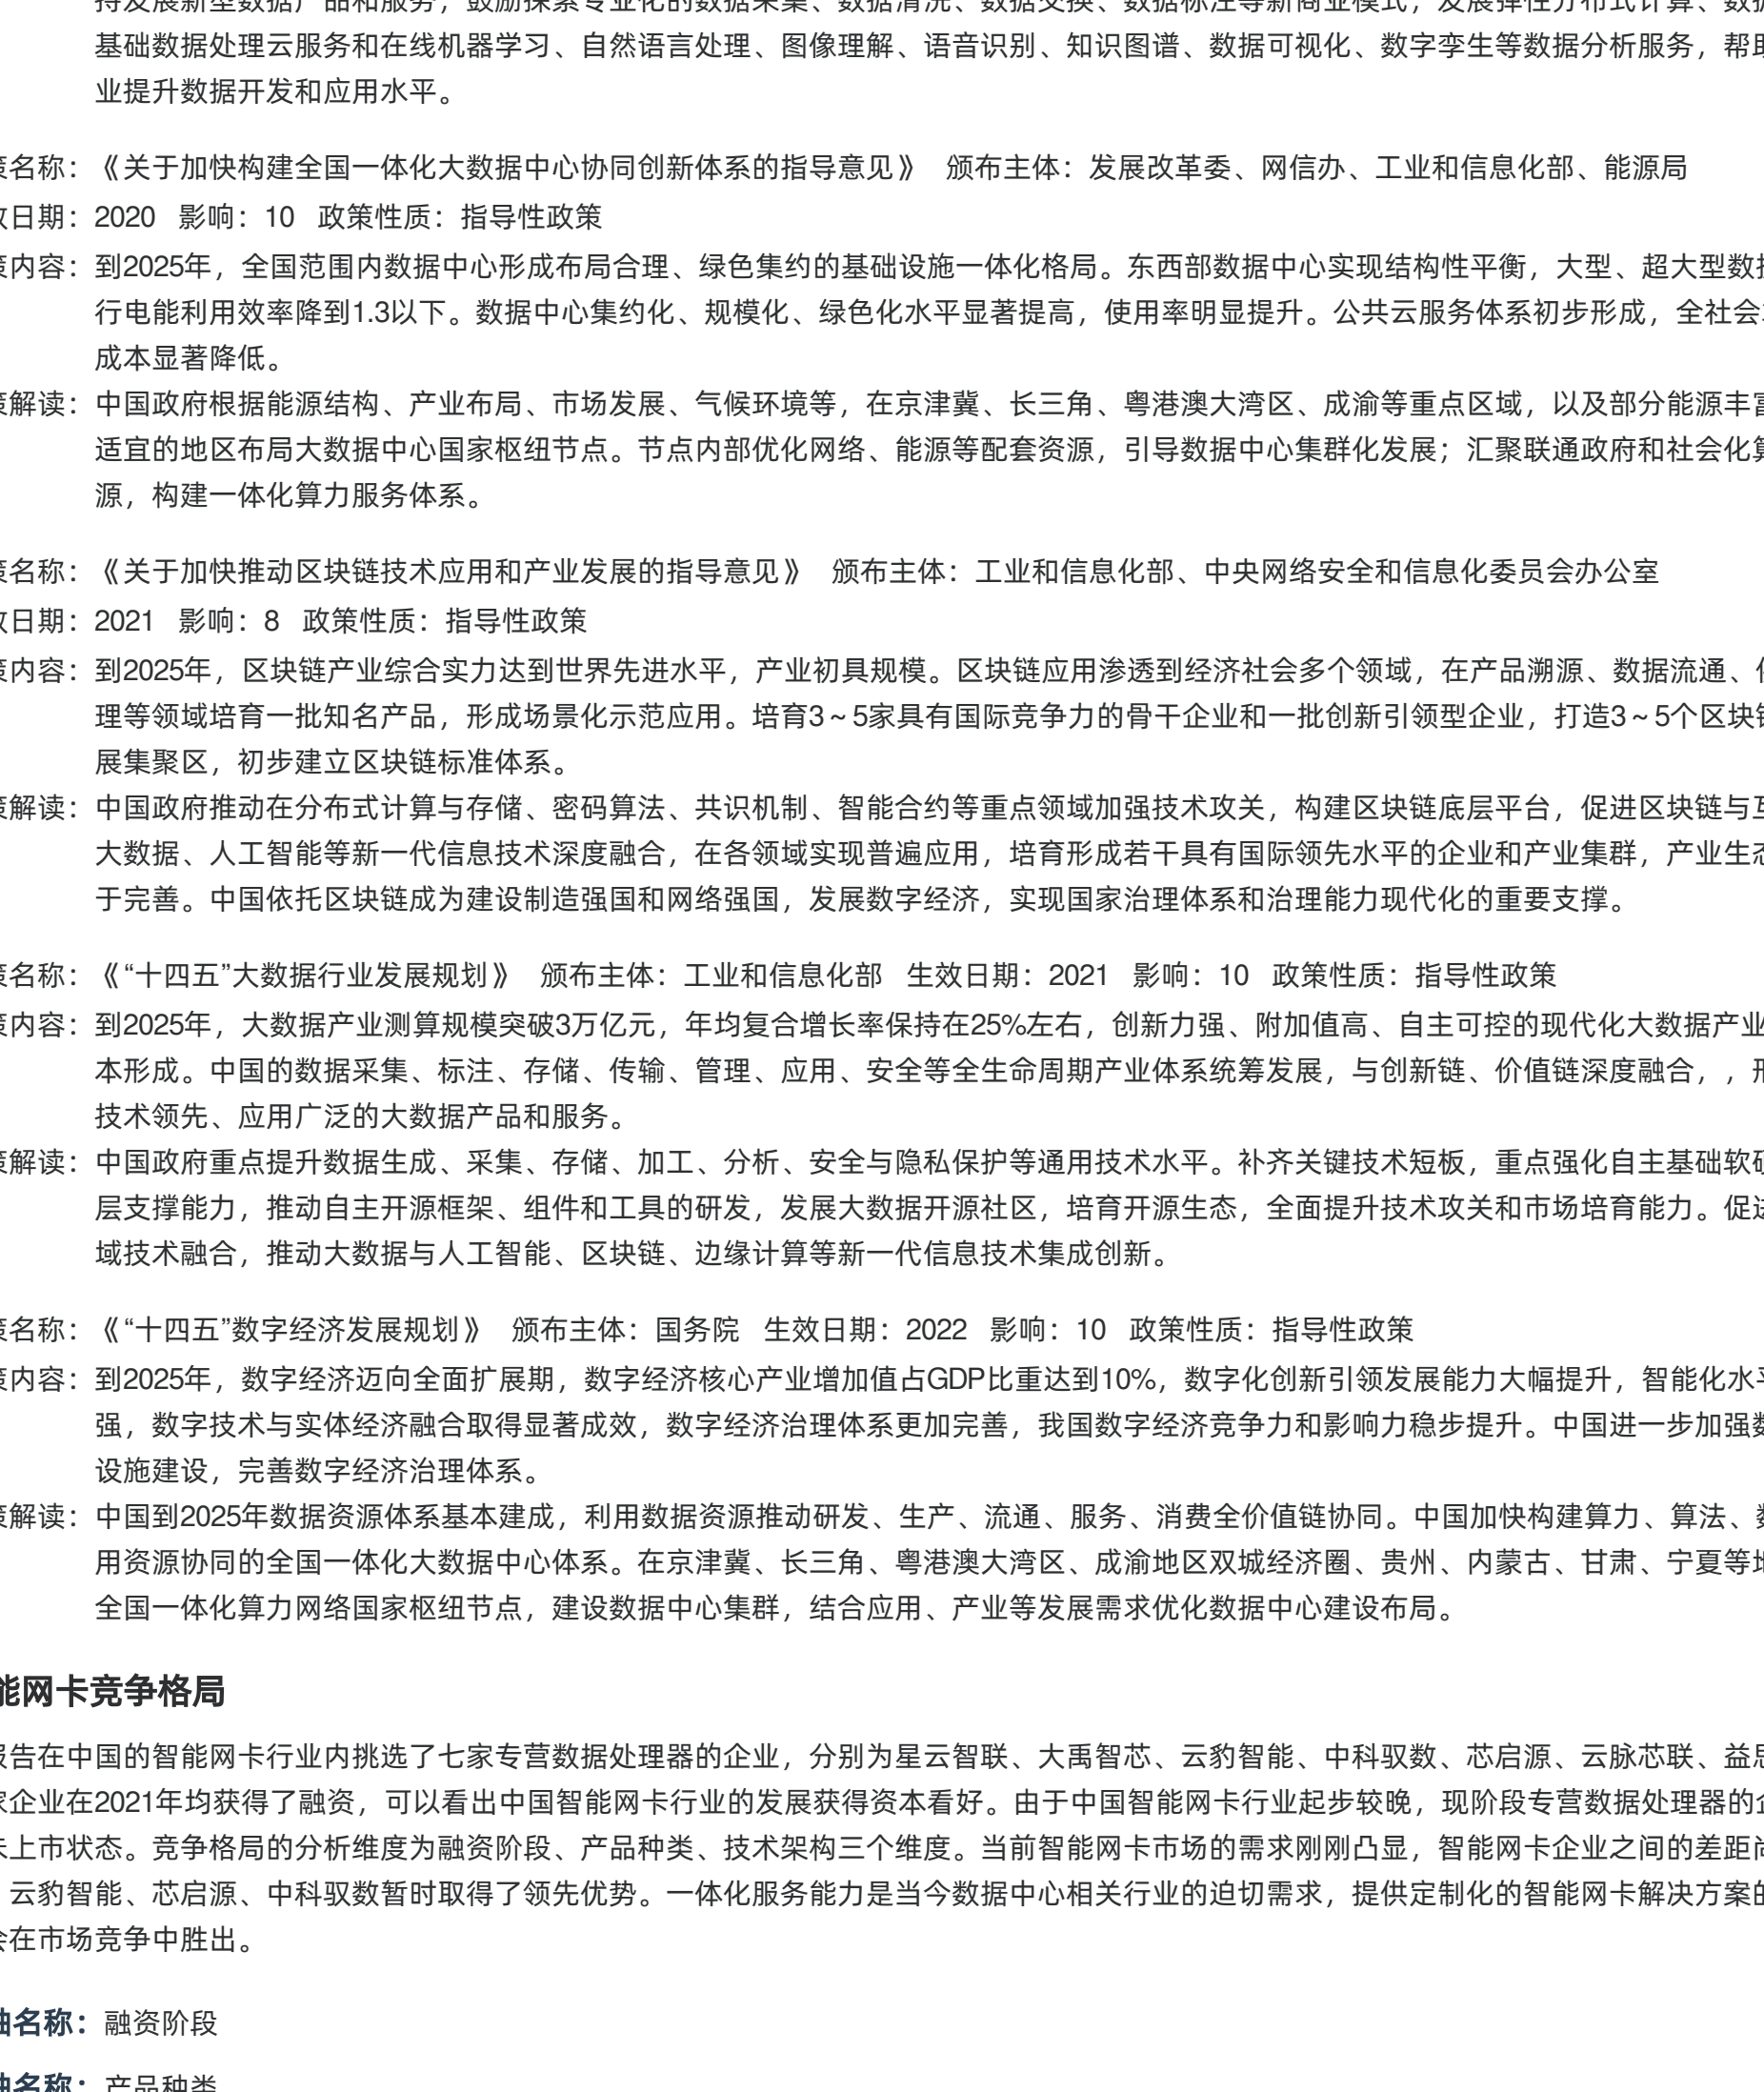 持发展新型数据产品和服务，鼓励探索专业化的数据采集、数据清洗、数据交换、数据标注等新商业模式，发展弹性分布式计算、数据
基础数据处理云服务和在线机器学习、自然语言处理、图像理解、语音识别、知识图谱、数据可视化、数字孪生等数据分析服务，帮助
业提升数据开发和应用水平。
策名称：《关于加快构建全国一体化大数据中心协同创新体系的指导意见》 颁布主体：发展改革委、网信办、工业和信息化部、能源局
效日期：2020 影响：10 政策性质：指导性政策
策内容：到2025年，全国范围内数据中心形成布局合理、绿色集约的基础设施一体化格局。东西部数据中心实现结构性平衡，大型、超大型数据
行电能利用效率降到1.3以下。数据中心集约化、规模化、绿色化水平显著提高，使用率明显提升。公共云服务体系初步形成，全社会
成本显著降低。
策解读：中国政府根据能源结构、产业布局、市场发展、气候环境等，在京津冀、长三角、粤港澳大湾区、成渝等重点区域，以及部分能源丰富
适宜的地区布局大数据中心国家枢纽节点。节点内部优化网络、能源等配套资源，引导数据中心集群化发展；汇聚联通政府和社会化算
源，构建一体化算力服务体系。
策名称：《关于加快推动区块链技术应用和产业发展的指导意见》 颁布主体：工业和信息化部、中央网络安全和信息化委员会办公室
效日期：2021 影响：8 政策性质：指导性政策
策内容：到2025年，区块链产业综合实力达到世界先进水平，产业初具规模。区块链应用渗透到经济社会多个领域，在产品溯源、数据流通、供
理等领域培育一批知名产品，形成场景化示范应用。培育3～5家具有国际竞争力的骨干企业和一批创新引领型企业，打造3～5个区块链
展集聚区，初步建立区块链标准体系。
策解读：中国政府推动在分布式计算与存储、密码算法、共识机制、智能合约等重点领域加强技术攻关，构建区块链底层平台，促进区块链与互
大数据、人工智能等新一代信息技术深度融合，在各领域实现普遍应用，培育形成若干具有国际领先水平的企业和产业集群，产业生态
于完善。中国依托区块链成为建设制造强国和网络强国，发展数字经济，实现国家治理体系和治理能力现代化的重要支撑。
策名称：《“十四五”大数据行业发展规划》 颁布主体：工业和信息化部 生效日期：2021 影响：10 政策性质：指导性政策
策内容：到2025年，大数据产业测算规模突破3万亿元，年均复合增长率保持在25%左右，创新力强、附加值高、自主可控的现代化大数据产业
本形成。中国的数据采集、标注、存储、传输、管理、应用、安全等全生命周期产业体系统筹发展，与创新链、价值链深度融合，，形
技术领先、应用广泛的大数据产品和服务。
策解读：中国政府重点提升数据生成、采集、存储、加工、分析、安全与隐私保护等通用技术水平。补齐关键技术短板，重点强化自主基础软硬
层支撑能力，推动自主开源框架、组件和工具的研发，发展大数据开源社区，培育开源生态，全面提升技术攻关和市场培育能力。促进
域技术融合，推动大数据与人工智能、区块链、边缘计算等新一代信息技术集成创新。
策名称：《“十四五”数字经济发展规划》 颁布主体：国务院 生效日期：2022 影响：10 政策性质：指导性政策
策内容：到2025年，数字经济迈向全面扩展期，数字经济核心产业增加值占GDP比重达到10%，数字化创新引领发展能力大幅提升，智能化水平
强，数字技术与实体经济融合取得显著成效，数字经济治理体系更加完善，我国数字经济竞争力和影响力稳步提升。中国进一步加强数
设施建设，完善数字经济治理体系。
策解读：中国到2025年数据资源体系基本建成，利用数据资源推动研发、生产、流通、服务、消费全价值链协同。中国加快构建算力、算法、数
用资源协同的全国一体化大数据中心体系。在京津冀、长三角、粤港澳大湾区、成渝地区双城经济圈、贵州、内蒙古、甘肃、宁夏等地
全国一体化算力网络国家枢纽节点，建设数据中心集群，结合应用、产业等发展需求优化数据中心建设布局。
能网卡竞争格局
报告在中国的智能网卡行业内挑选了七家专营数据处理器的企业，分别为星云智联、大禹智芯、云豹智能、中科驭数、芯启源、云脉芯联、益思
家企业在2021年均获得了融资，可以看出中国智能网卡行业的发展获得资本看好。由于中国智能网卡行业起步较晚，现阶段专营数据处理器的企
未上市状态。竞争格局的分析维度为融资阶段、产品种类、技术架构三个维度。当前智能网卡市场的需求刚刚凸显，智能网卡企业之间的差距尚
云豹智能、芯启源、中科驭数暂时取得了领先优势。一体化服务能力是当今数据中心相关行业的迫切需求，提供定制化的智能网卡解决方案的
会在市场竞争中胜出。
轴名称：融资阶段
轴名称：产品种类